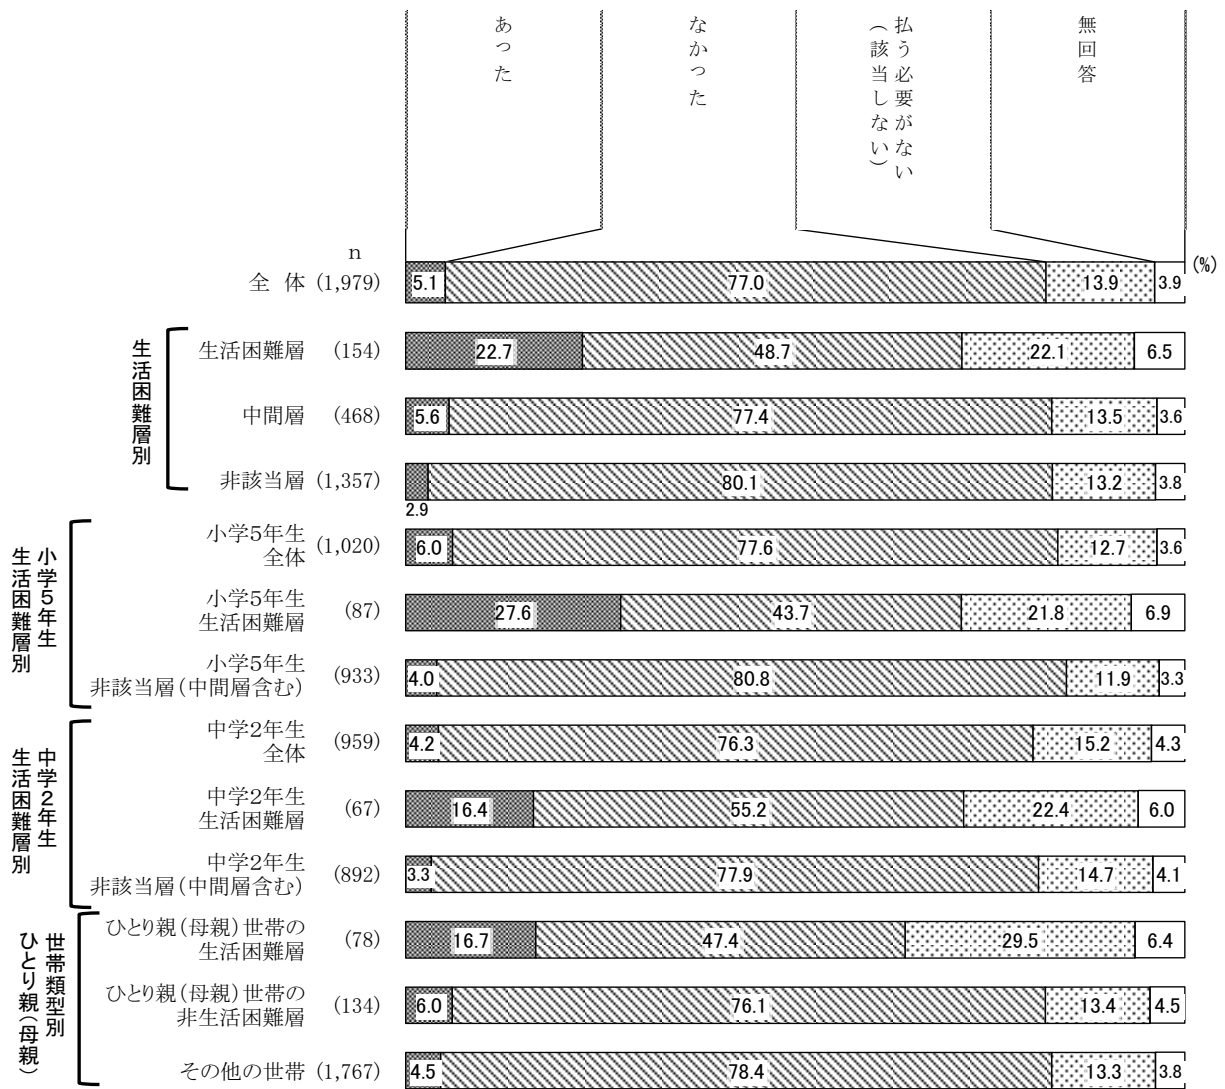 あった
なかった
払う必要がない
（該当しない）
無回答
n
(%)
全 体 (1,979) 5.1 77.0 13.9 3.9
生活困難層別
生活困難層 (154) 22.7 48.7 22.1 6.5
中間層 (468) 5.6 77.4 13.5 3.6
非該当層 (1,357) 80.1 13.2 3.8
2.9
小学5年生
生活困難層別
小学5年生
全体 (1,020) 6.0 77.6 12.7 3.6
小学5年生
生活困難層 (87) 27.6 43.7 21.8 6.9
小学5年生
非該当層（中間層含む） (933) 4.0 80.8 11.9 3.3
中学2年生
生活困難層別
中学2年生
全体 (959) 4.2 76.3 15.2 4.3
中学2年生
生活困難層 (67) 16.4 55.2 22.4 6.0
中学2年生
非該当層（中間層含む） (892) 3.3 77.9 14.7 4.1
世帯類型別
ひとり親（母親）
ひとり親（母親）世帯の
生活困難層 (78) 16.7 47.4 29.5 6.4
ひとり親（母親）世帯の
非生活困難層 (134) 6.0 76.1 13.4 4.5
その他の世帯 (1,767) 4.5 78.4 13.3 3.8